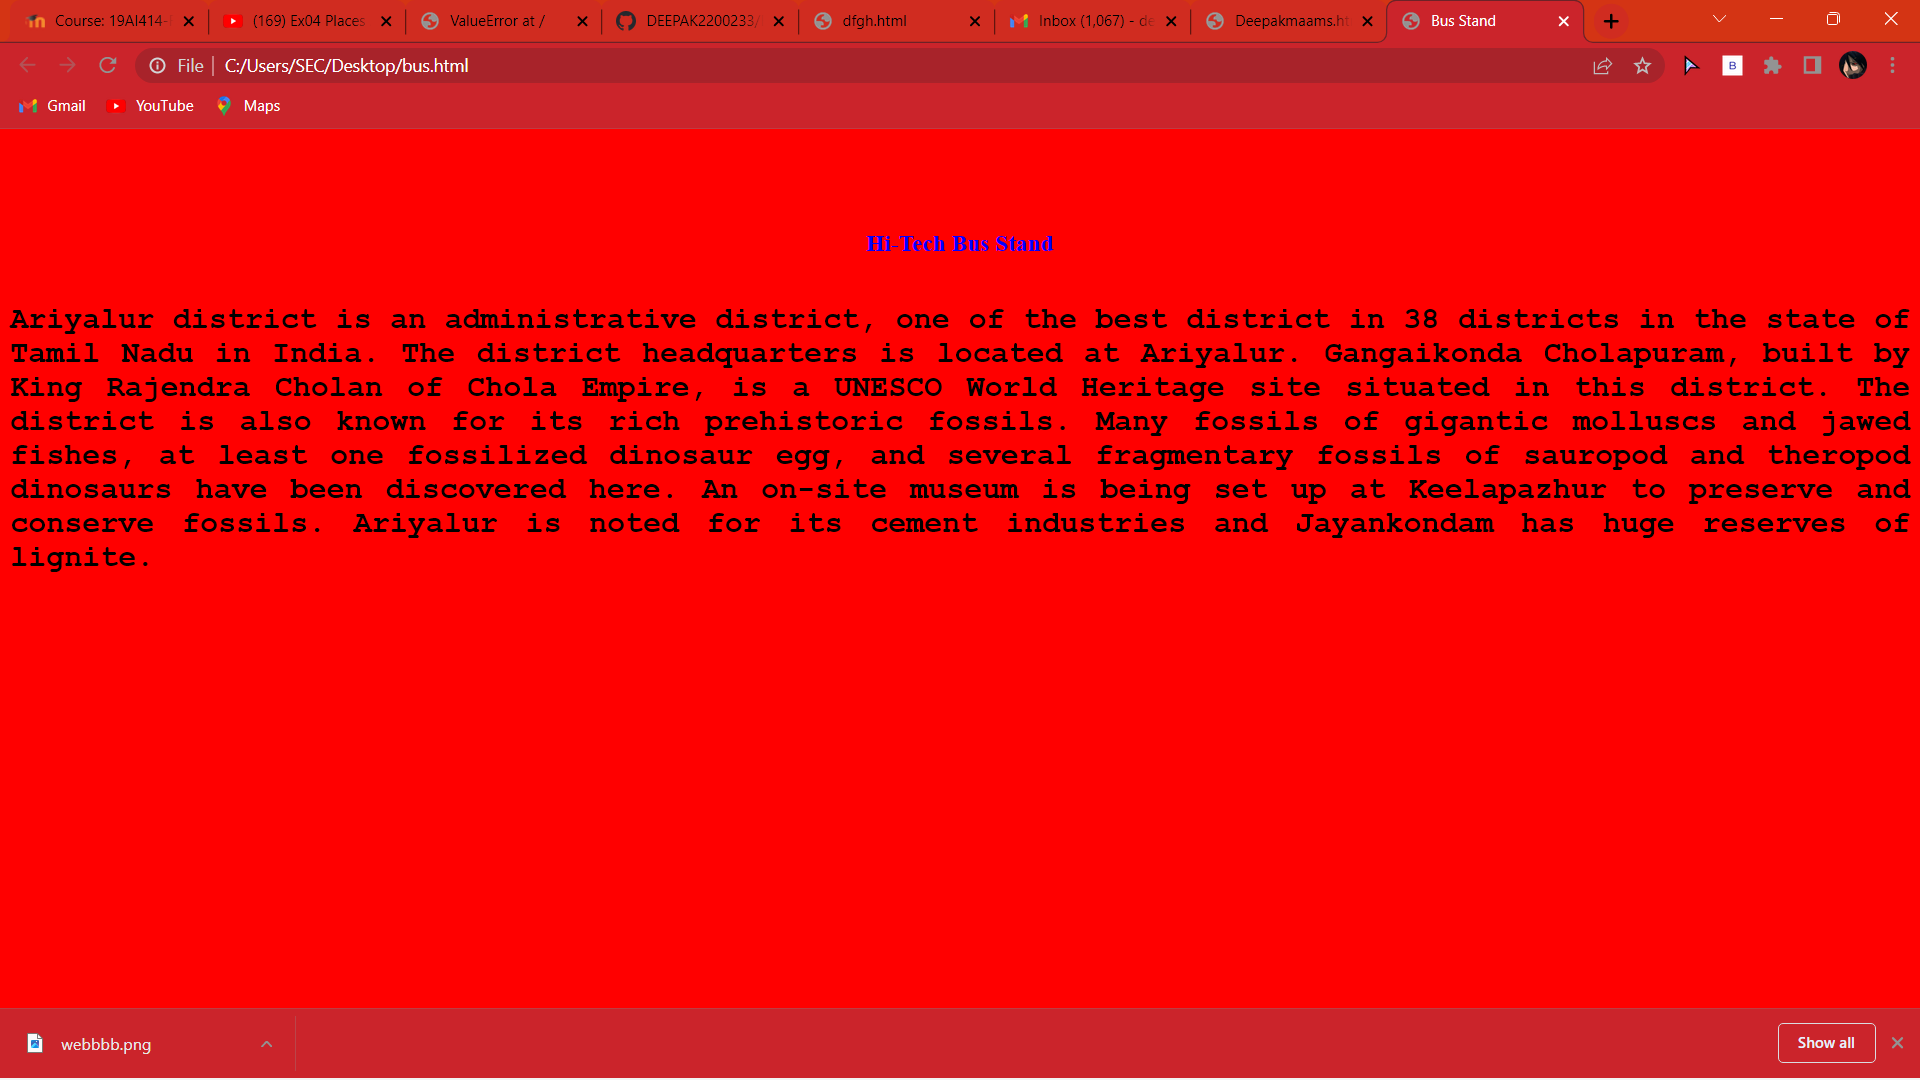 Course: 19AI414-
(169) Ex04 Places
ValueError at /
DEEPAK2200233/
dfgh.html
Inbox (1,067) - de
Deepakmaams.ht
Bus Stand
File
C:/Users/SEC/Desktop/bus.html
B
Gmail
YouTube
Maps
Hi-Tech Bus Stand
Ariyalur district is an administrative district, one of the best district in 38 districts in the state of
Tamil Nadu in India. The district headquarters is located at Ariyalur. Gangaikonda Cholapuram, built by
King Rajendra Cholan of Chola Empire, is a UNESCO World Heritage site situated in this district. The
district is also known for its rich prehistoric fossils. Many fossils of gigantic molluscs and jawed
fishes, at least one fossilized dinosaur egg, and several fragmentary fossils of sauropod and theropod
dinosaurs have been discovered here. An on-site museum is being set up at Keelapazhur to preserve and
conserve fossils. Ariyalur is noted for its cement industries and Jayankondam has huge reserves of
lignite.
webbbb.png
Show all